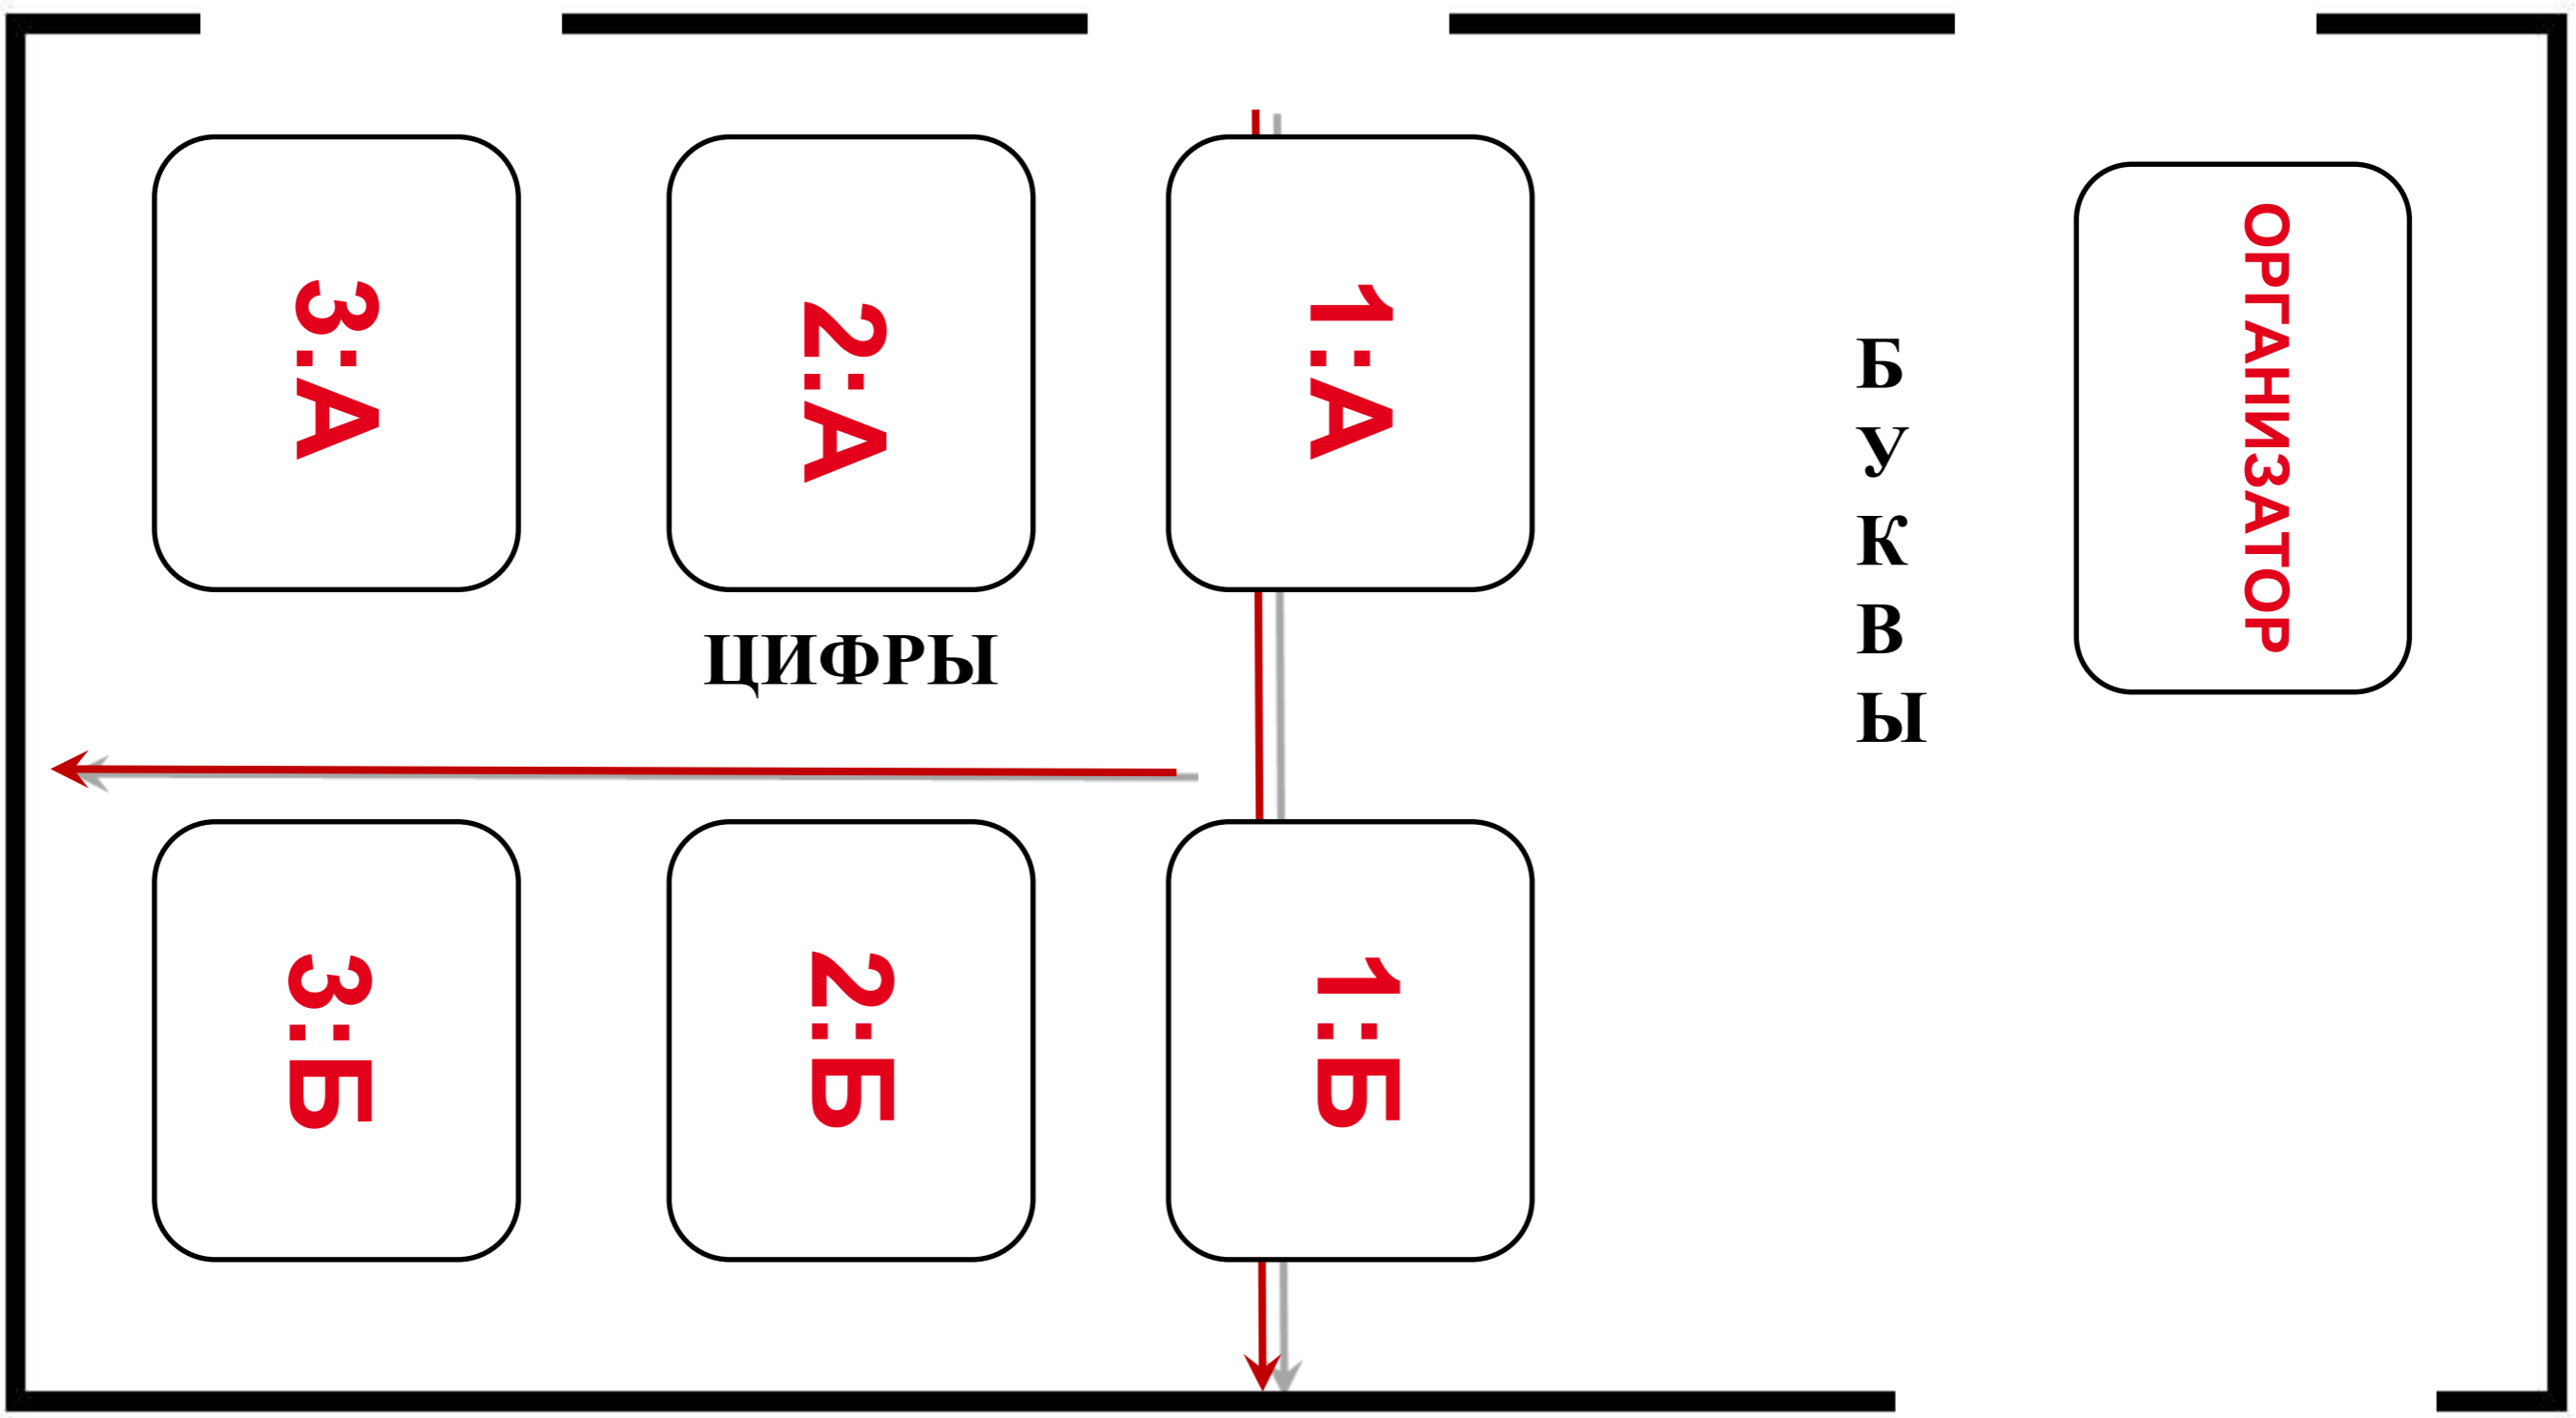 3:А
2:А
1:А
ОРГАНИЗАТОР
Б
У
К
В
Ы
ЦИФРЫ
3:Б
2:Б
1:Б